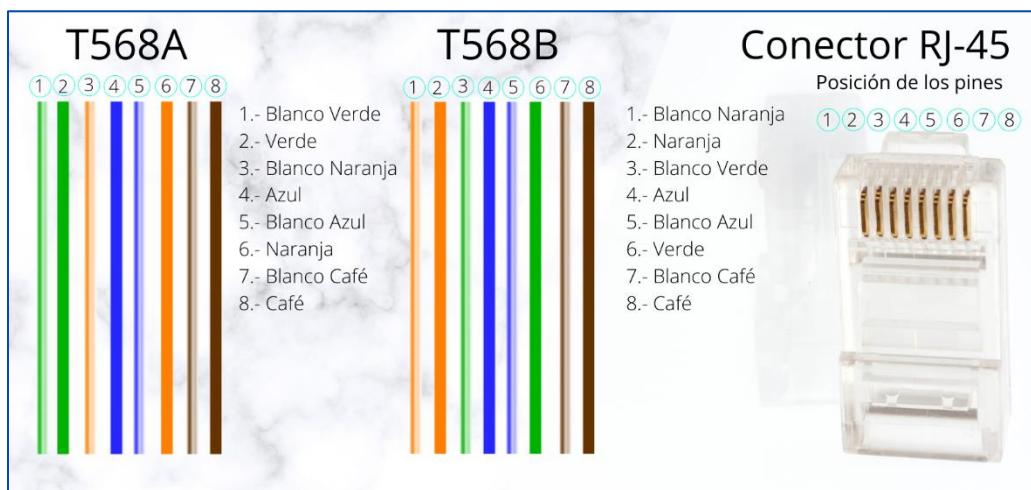 T568A
1 2 3 4 5 6 7 8
1.- Blanco Verde
2.- Verde
3.- Blanco Naranja
4.- Azul
5.- Blanco Azul
6.- Naranja
7.- Blanco Café
8.- Café
T568B
1 2 3 4 5 6 7 8
1.- Blanco Naranja
2.- Naranja
3.- Blanco Verde
4.- Azul
5.- Blanco Azul
6.- Verde
7.- Blanco Café
8.- Café
Conector RJ-45
Posición de los pines
1 2 3 4 5 6 7 8